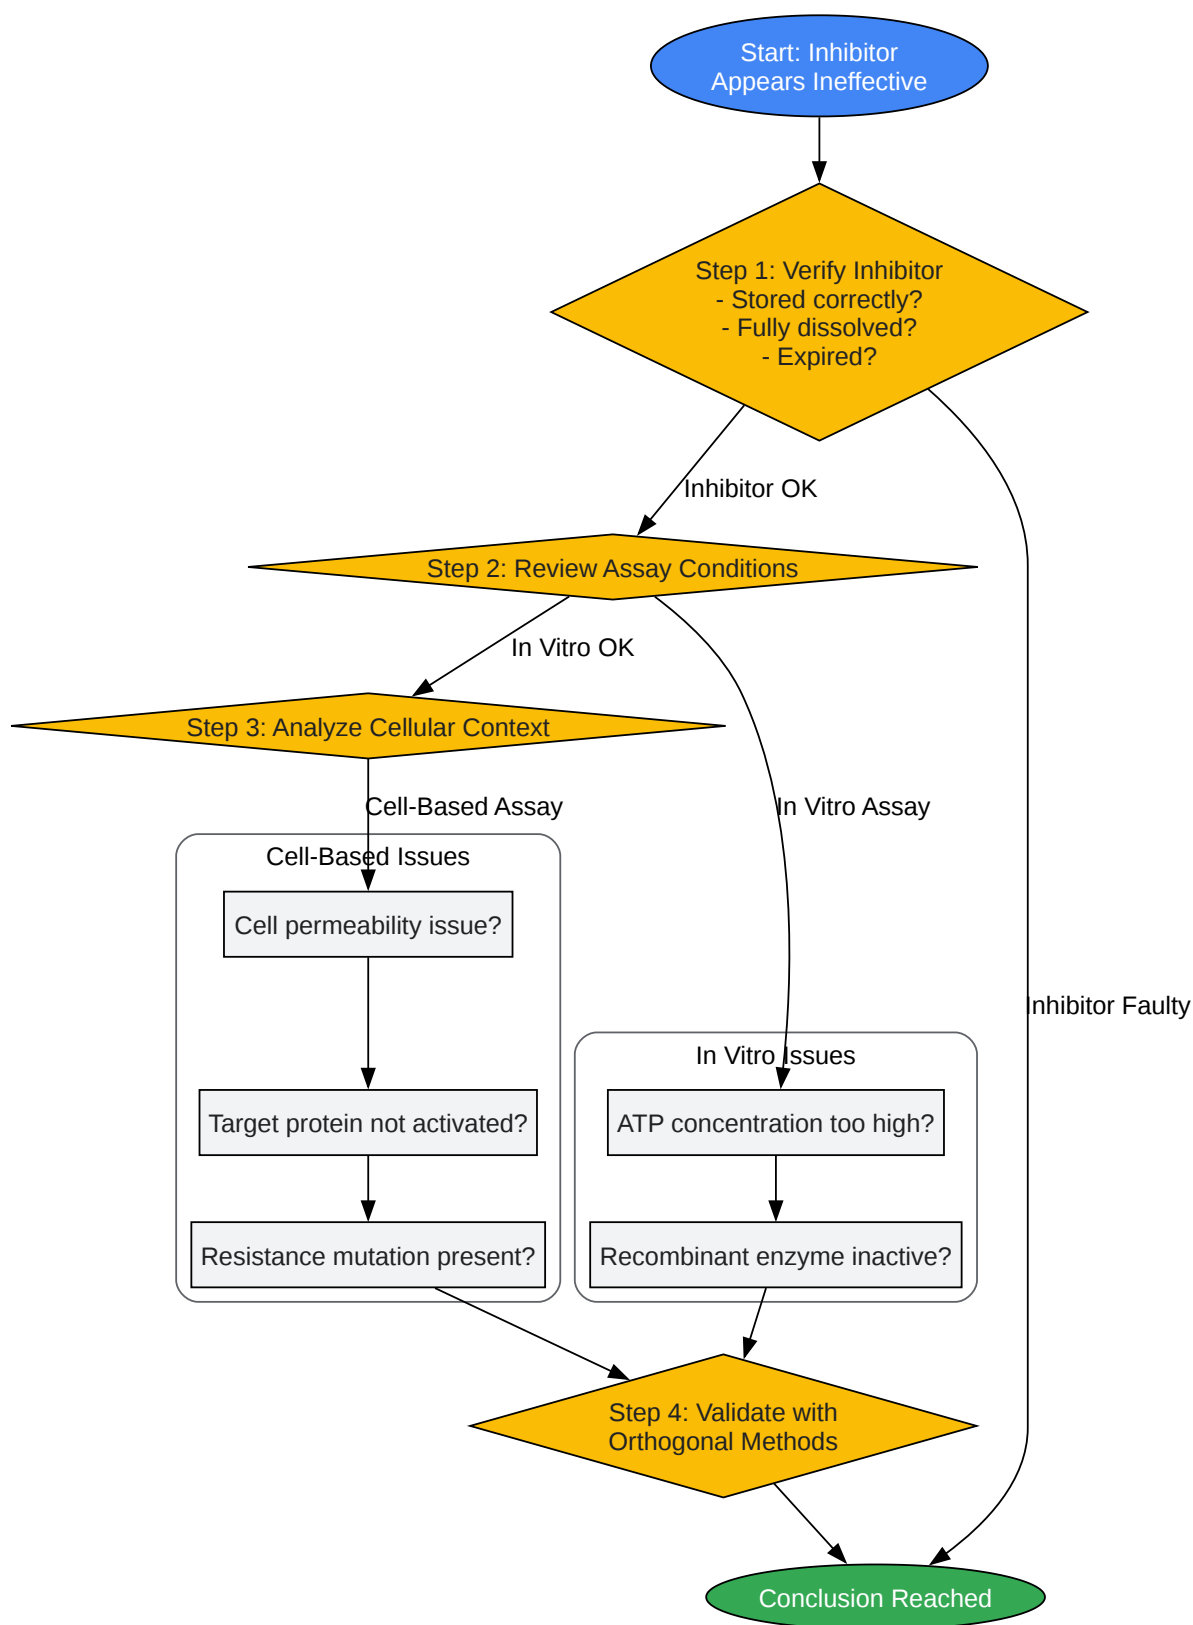 Start: Inhibitor
Appears Ineffective
Step 1: Verify Inhibitor
- Stored correctly?
- Fully dissolved?
- Expired?
Inhibitor OK
Step 2: Review Assay Conditions
In Vitro OK
Step 3: Analyze Cellular Context
Cell-Based Assay
In Vitro Assay
Cell-Based Issues
Cell permeability issue?
Inhibitor Faulty
In Vitro Issues
Target protein not activated?
ATP concentration too high?
Resistance mutation present?
Recombinant enzyme inactive?
Step 4: Validate with
Orthogonal Methods
Conclusion Reached